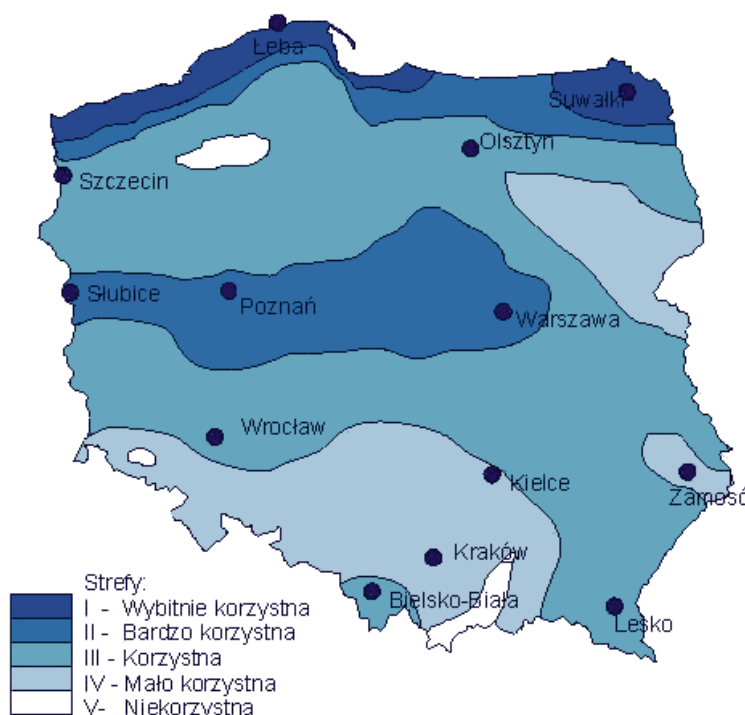 Łeba
Suwałki
Olsztyn
Szczecin
Słubice
Poznań
Warszawa
Wrocław
Kielce
Zamość
Kraków
Bielsko-Biała
Lesko
Strefy:
I - Wybitnie korzystna
II - Bardzo korzystna
III - Korzystna
IV - Mało korzystna
V- Niekorzystna